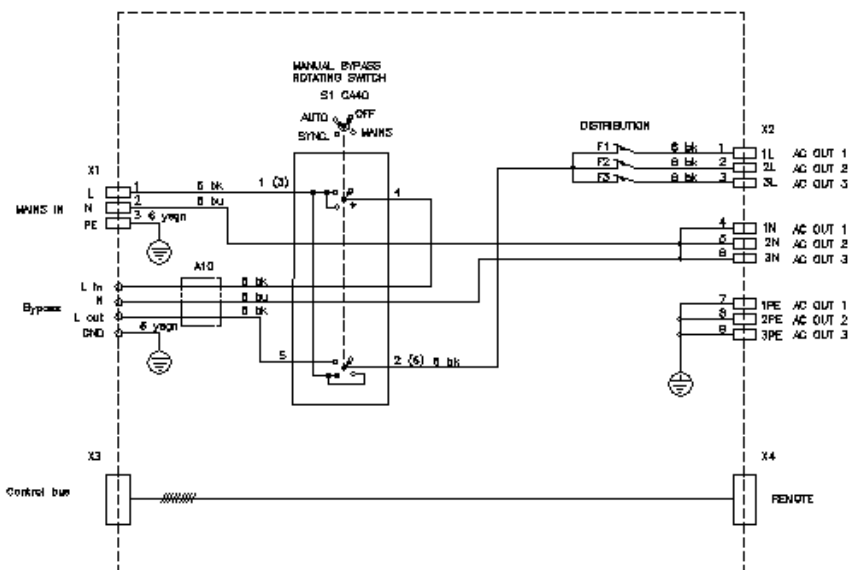 MANUAL BYPASS
ROTATING SWITCH
S1 CA40
AUTO OFF
SYNC. MAINS
DISTRIBUTION
X2
F1 6 bk 1 1L AC OUT 1
F2 6 bk 2 2L AC OUT 2
F3 6 bk 3 3L AC OUT 3
X1
L 1 6 bk 1 (3) 4
MAINS IN N 2 6 bu
PE 3 6 yegn
4 1N AC OUT 1
5 2N AC OUT 2
6 3N AC OUT 3
A10
L in 6 bk
Bypass N 6 bu
L out 6 bk
GND 6 yegn
7 1PE AC OUT 1
8 2PE AC OUT 2
9 3PE AC OUT 3
5 2 (6) 6 bk
X3 X4
Control bus REMOTE